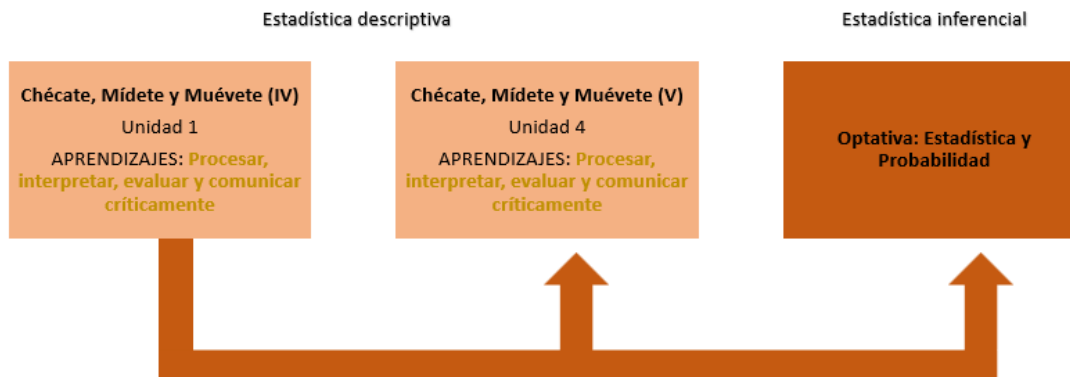 Estadística descriptiva
Estadística inferencial
Chécate, Mídete y Muévete (IV)
Unidad 1
APRENDIZAJES: Procesar,
interpretar, evaluar y comunicar
críticamente
Chécate, Mídete y Muévete (V)
Unidad 4
APRENDIZAJES: Procesar,
interpretar, evaluar y comunicar
críticamente
Optativa: Estadística y
Probabilidad